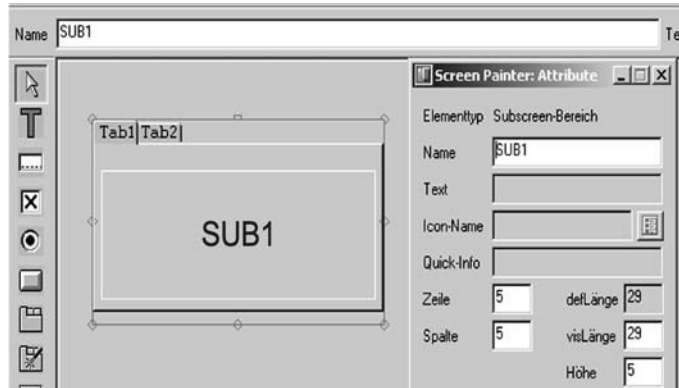 Name SUB1 Te
Screen Painter: Attribute
Tab1 Tab2
SUB1
Elementtyp Subscreen-Bereich
Name SUB1
Text
Icon-Name
Quick-Info
Zeile 5 defLänge 29
Spalte 5 visLänge 29
Höhe 5